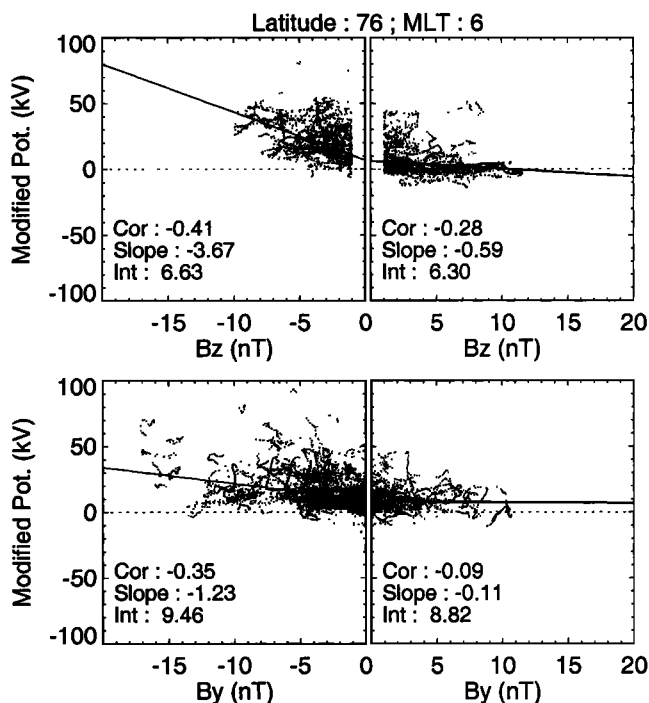 Latitude : 76 ; MLT : 6
Modified Pot. (kV)
100
50
0
-50
-100
Cor : -0.41
Slope : -3.67
Int : 6.63
Cor : -0.28
Slope : -0.59
Int : 6.30
-15 -10 -5 0 5 10 15 20
Bz (nT) Bz (nT)
Modified Pot. (kV)
100
50
0
-50
-100
Cor : -0.35
Slope : -1.23
Int : 9.46
Cor : -0.09
Slope : -0.11
Int : 8.82
-15 -10 -5 0 5 10 15 20
By (nT) By (nT)